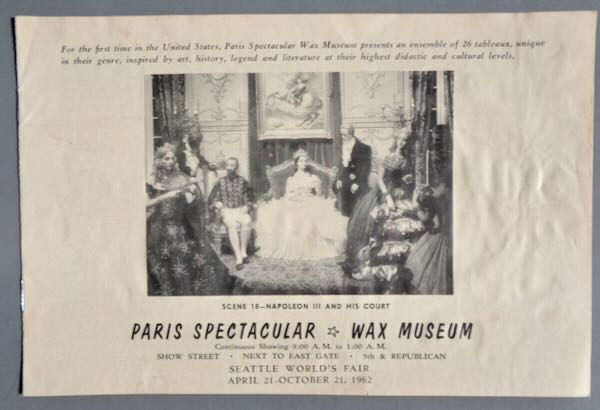 For the first time in the United States, Paris Spectacular Wax Museum presents an ensemble of 26 tableaux, unique
in their genre, inspired by art, history, legend and literature at their highest didactic and cultural levels.
SCENE 18—NAPOLEON III AND HIS COURT
PARIS SPECTACULAR ☆ WAX MUSEUM
Continuous Showing 9:00 A.M. to 1:00 A.M.
SHOW STREET · NEXT TO EAST GATE · 5th & REPUBLICAN
SEATTLE WORLD'S FAIR
APRIL 21-OCTOBER 21, 1962